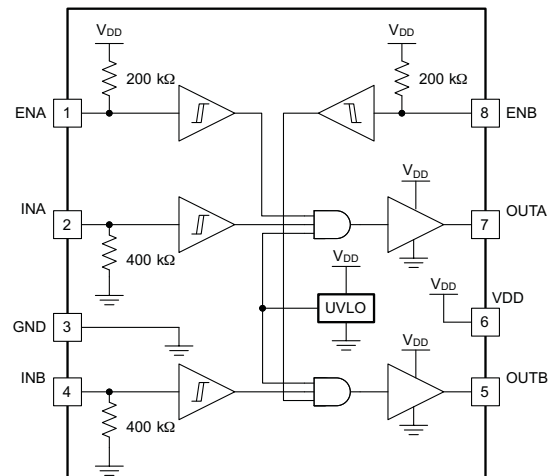 VDD
VDD
200 kΩ
200 kΩ
ENA 1
8 ENB
VDD
INA
OUTA
2
7
400 kΩ
VDD
VDD
VDD
UVLO
GND 3
6
VDD
INB
OUTB
4
5
400 kΩ